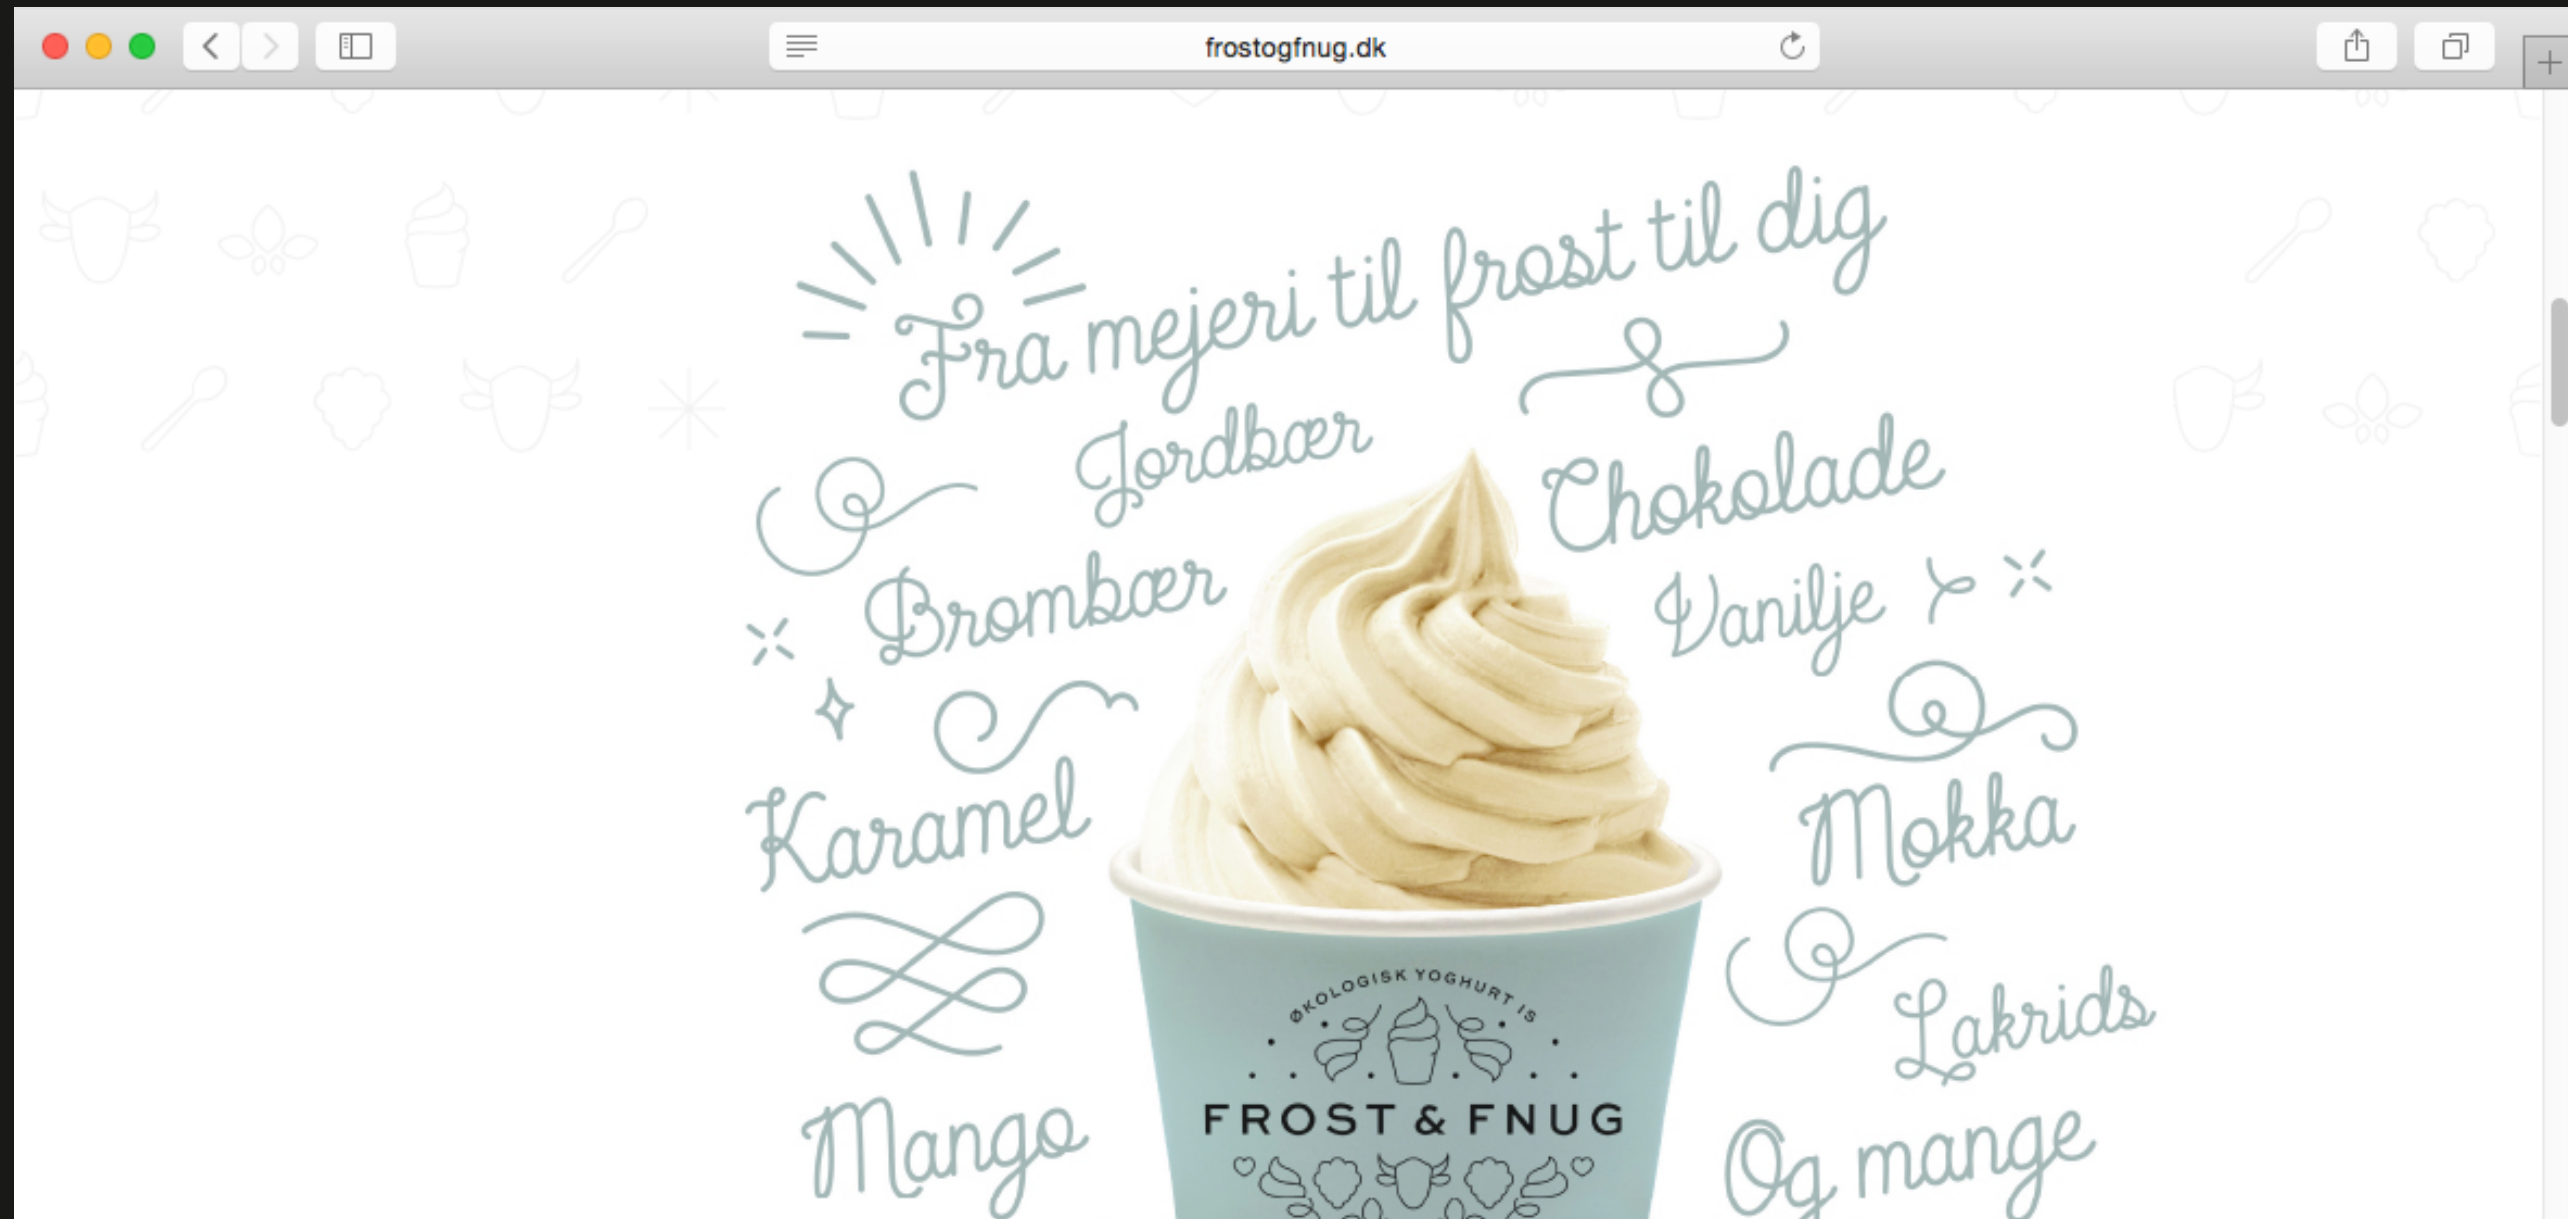 frostogfnug.dk
Fra mejeri til frost til dig
Jordbær
Chokolade
Brombær
Vanilje
Karamel
Mokka
Lakrids
ØKOLOGISK YOGHURT IS
FROST & FNUG
Mango
Og mange